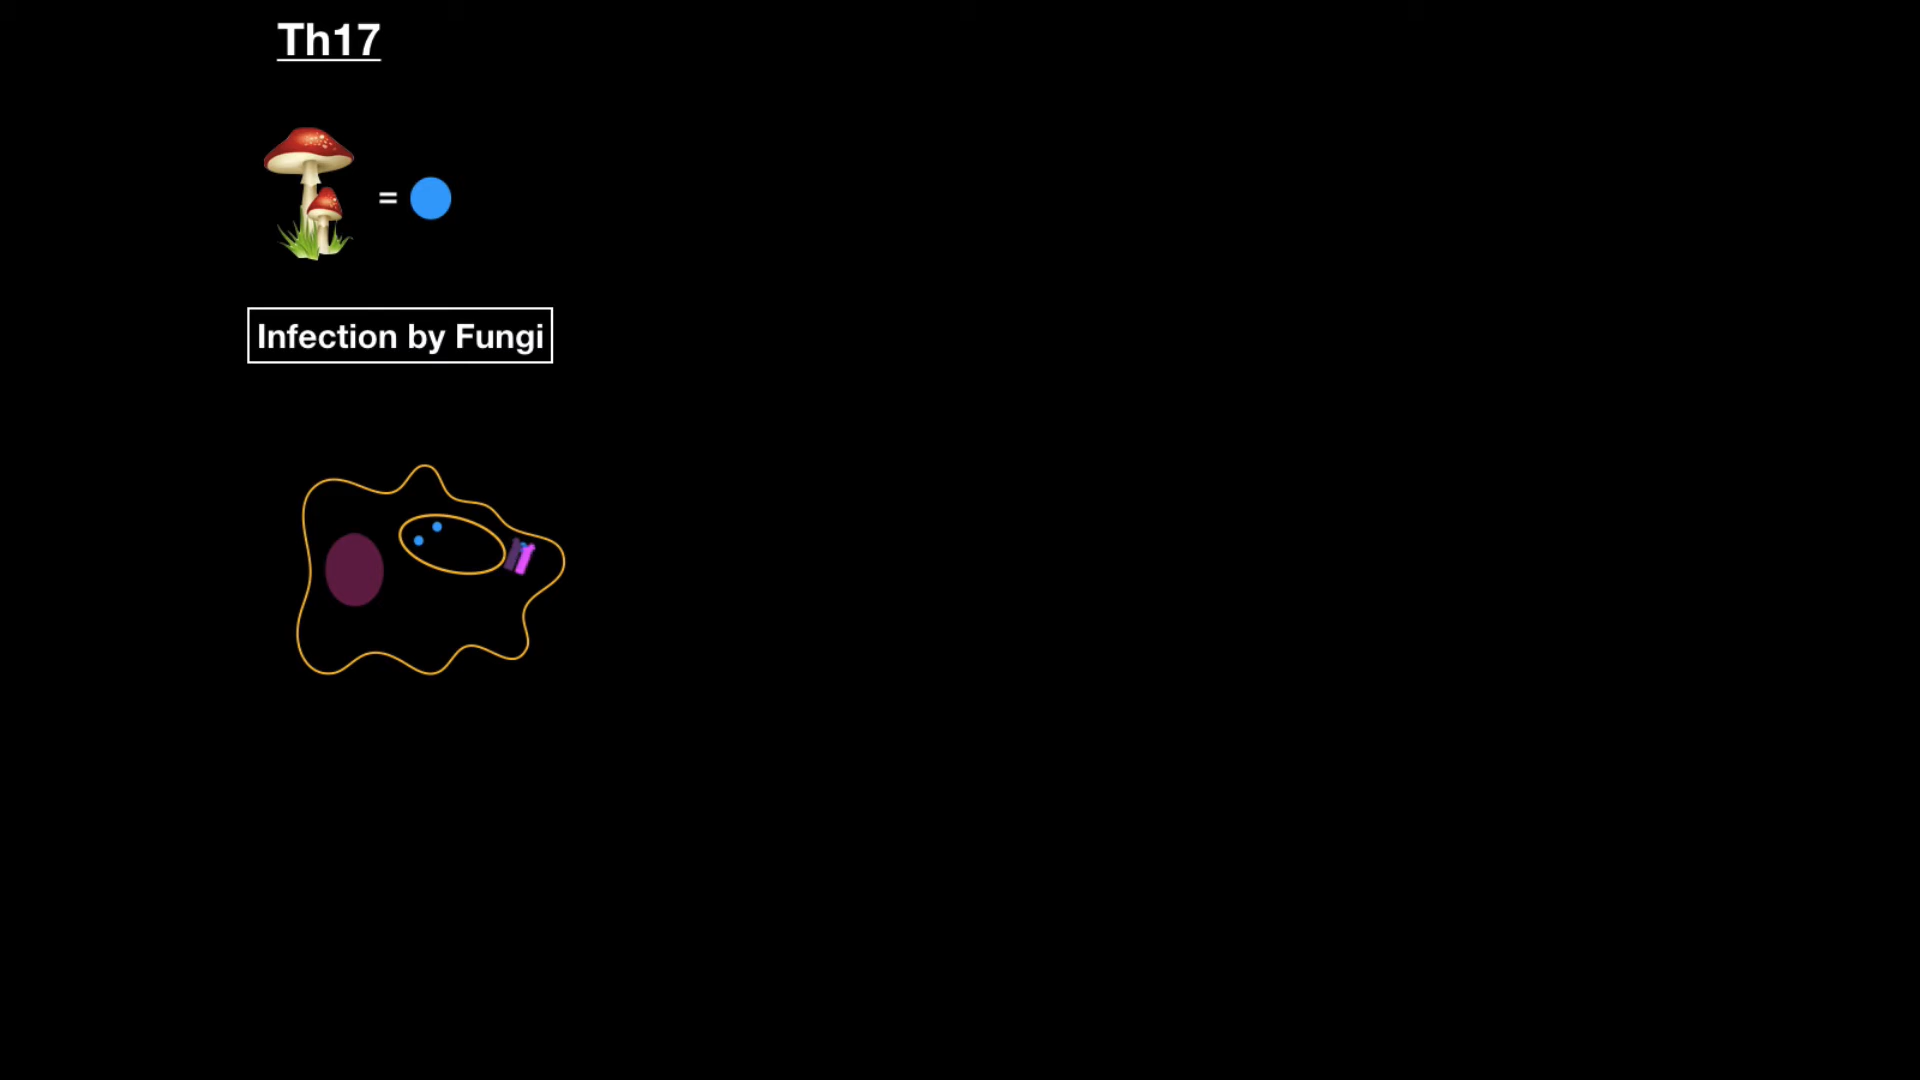 Th17
=
Infection by Fungi